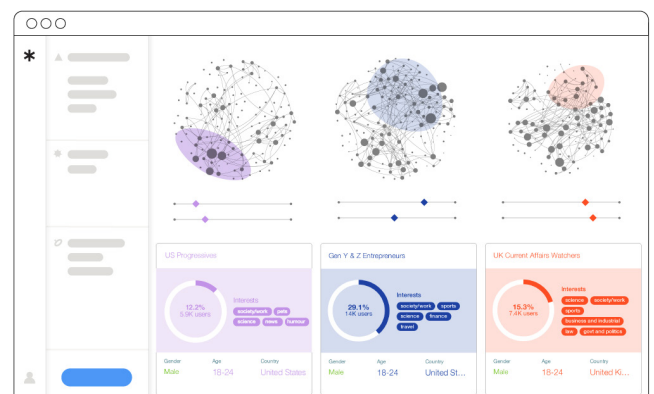 US Progressives
12.2%
5.9K users
Interests
society/work pets
science news humour
Gender Age Country
Male 18-24 United States
Gen Y & Z Entrepreneurs
29.1%
14K users
Interests
society/work sports
science finance
travel
Gender Age Country
Male 18-24 United St...
UK Current Affairs Watchers
15.3%
7.4K users
Interests
science society/work
sports
business and industrial
law govt and politics
Gender Age Country
Male 18-24 United Ki...